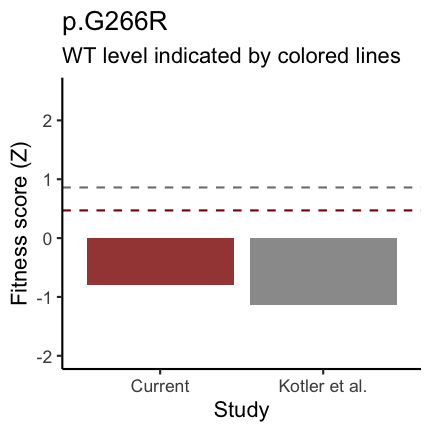 p.G266R
WT level indicated by colored lines
Fitness score (Z)
2
1
0
-1
-2
Current
Kotler et al.
Study